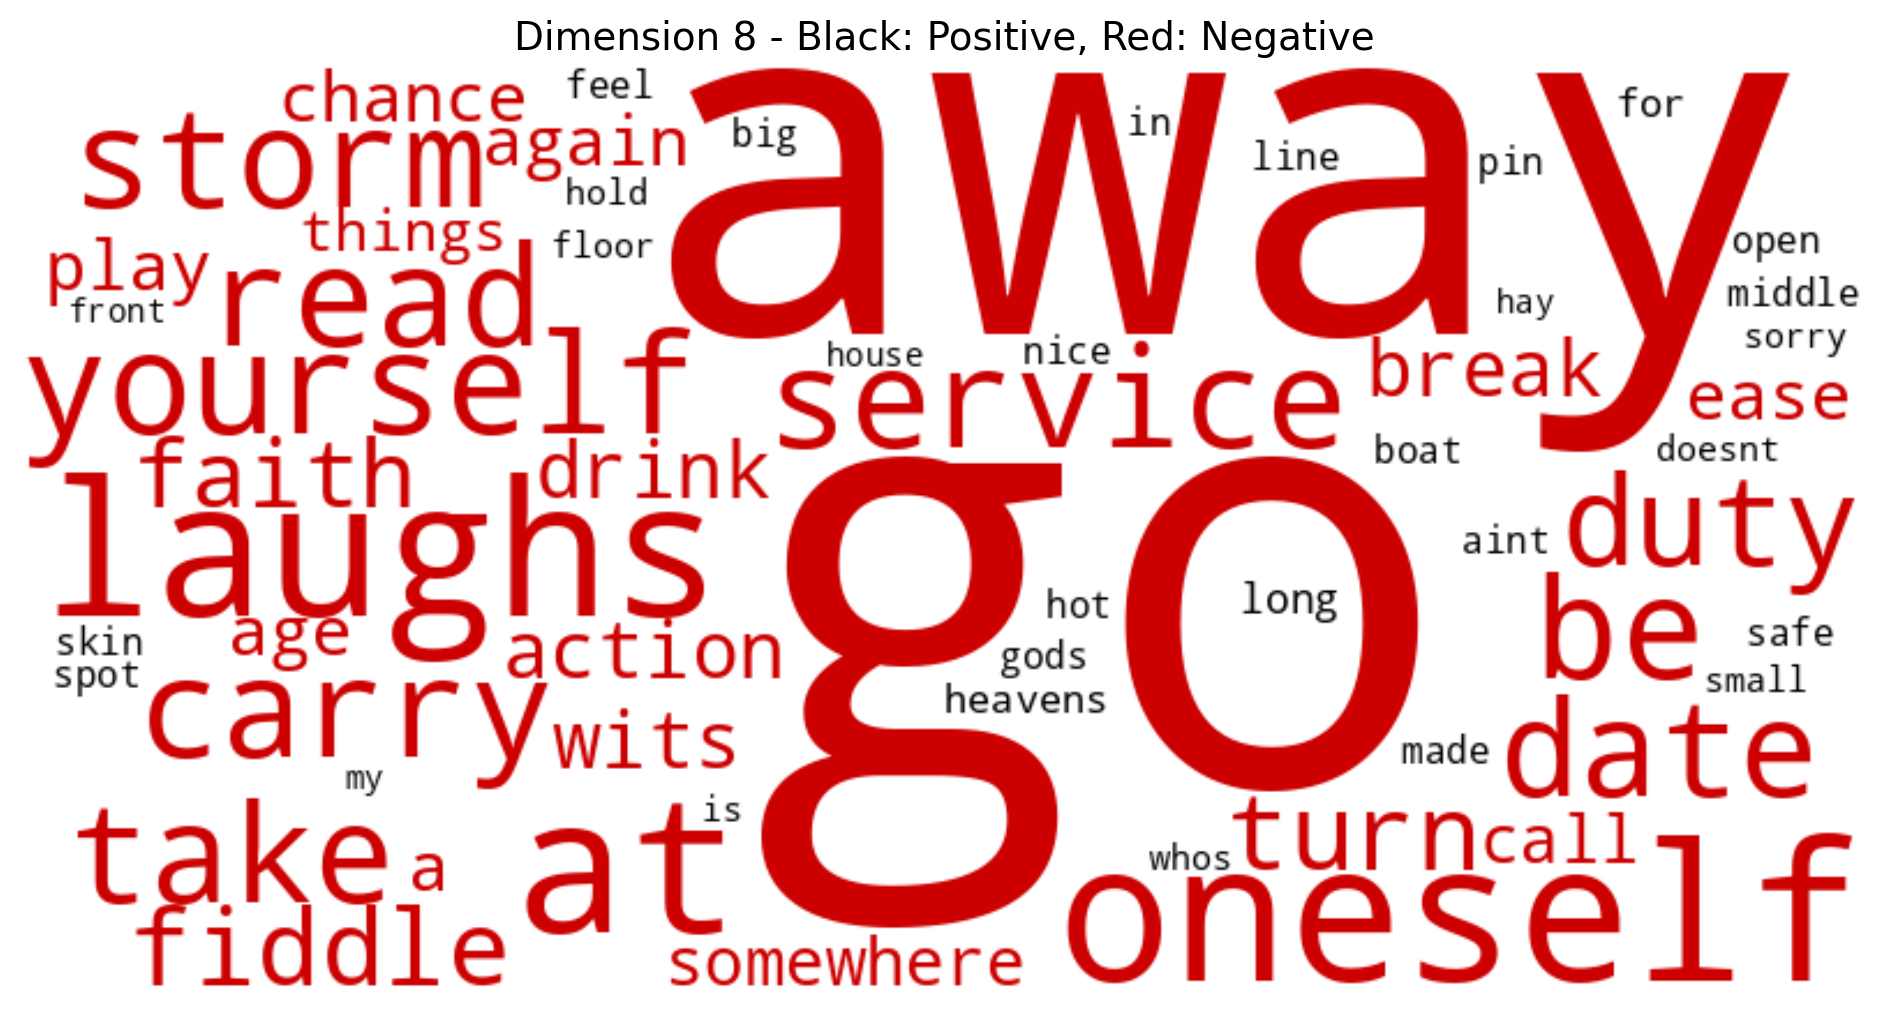 Dimension 8 - Black: Positive, Red: Negative
away
go
chance
feel
storm
again
big
in
line
pin
for
hold
things
floor
open
play
read
front
hay
middle
sorry
yourself
house
nice
service
break
ease
faith
drink
boat
doesnt
laughs
duty
aint
hot
long
be
safe
small
skin
spot
age
action
gods
heavens
carry
wits
made
date
my
is
take
a
at
whos
turn
call
fiddle
somewhere
oneself